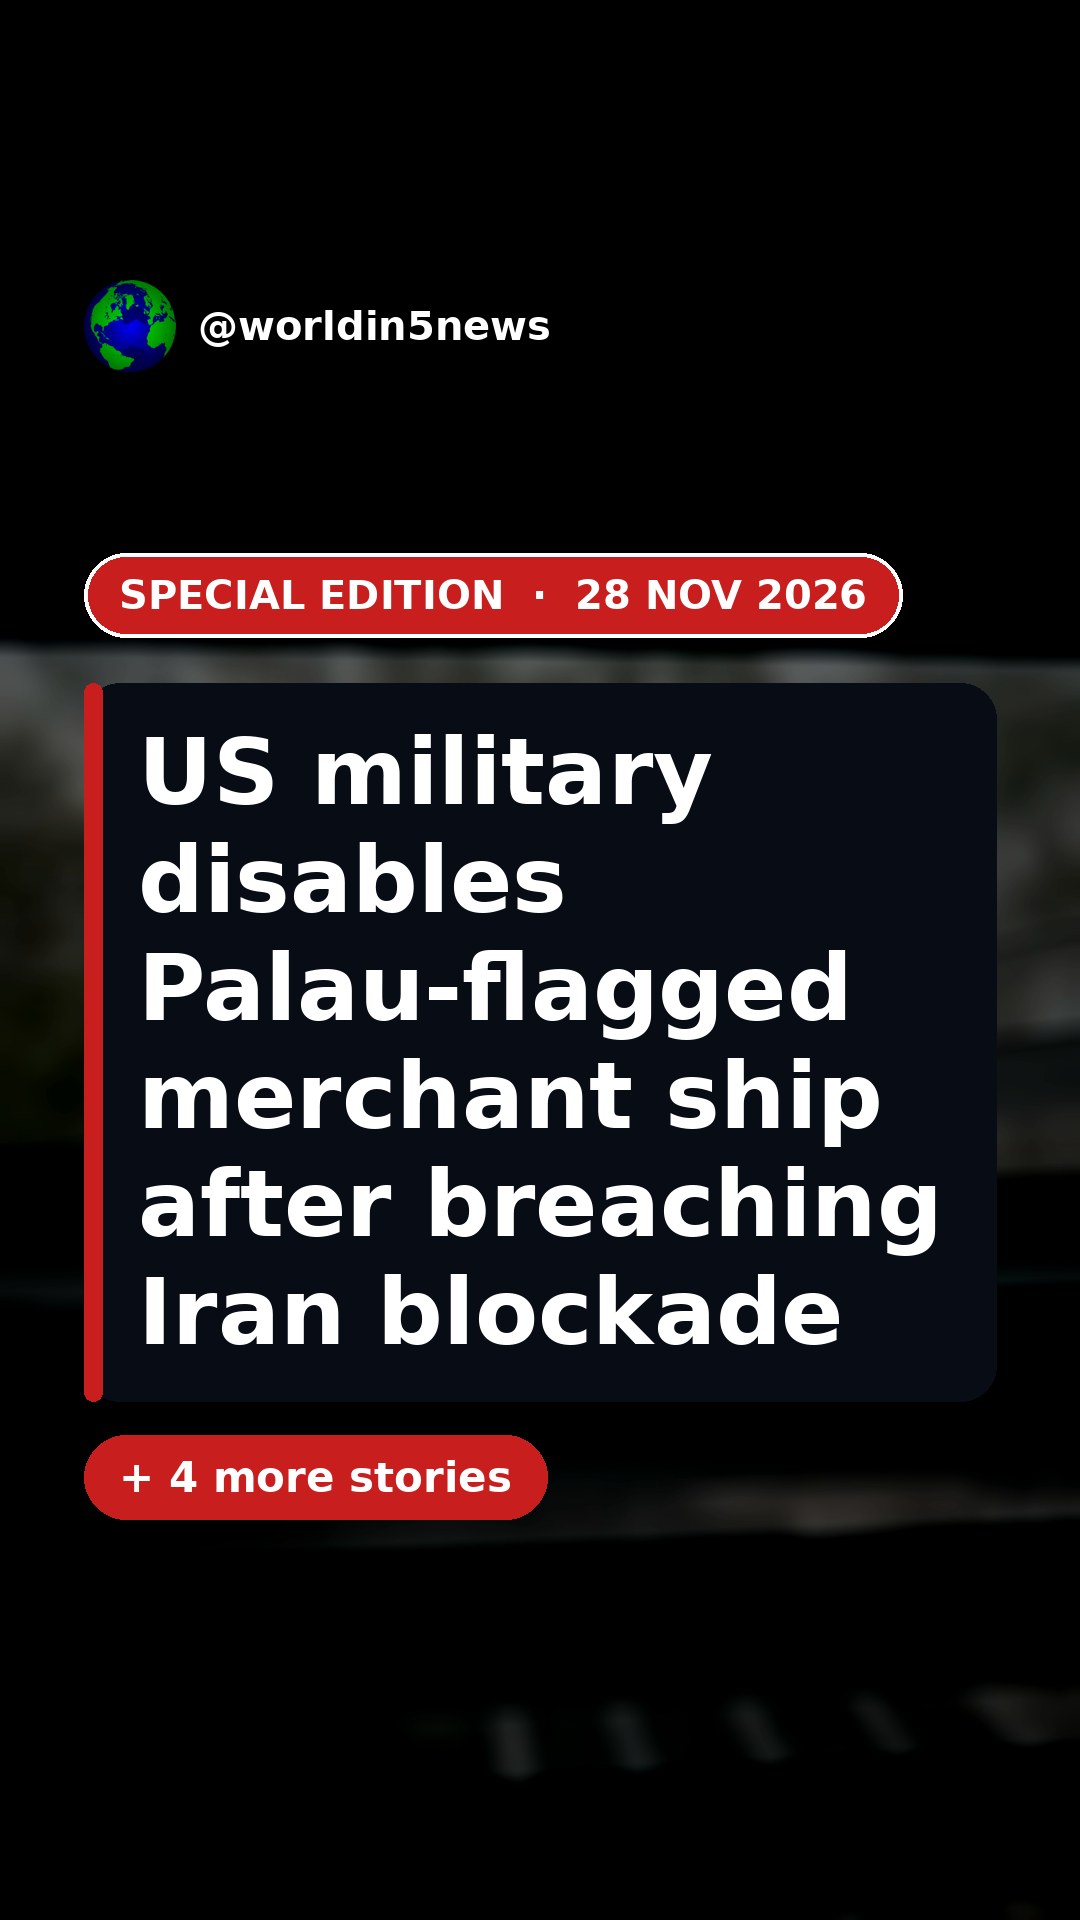 @worldin5news
SPECIAL EDITION · 28 NOV 2026
US military
disables
Palau-flagged
merchant ship
after breaching
Iran blockade
+ 4 more stories